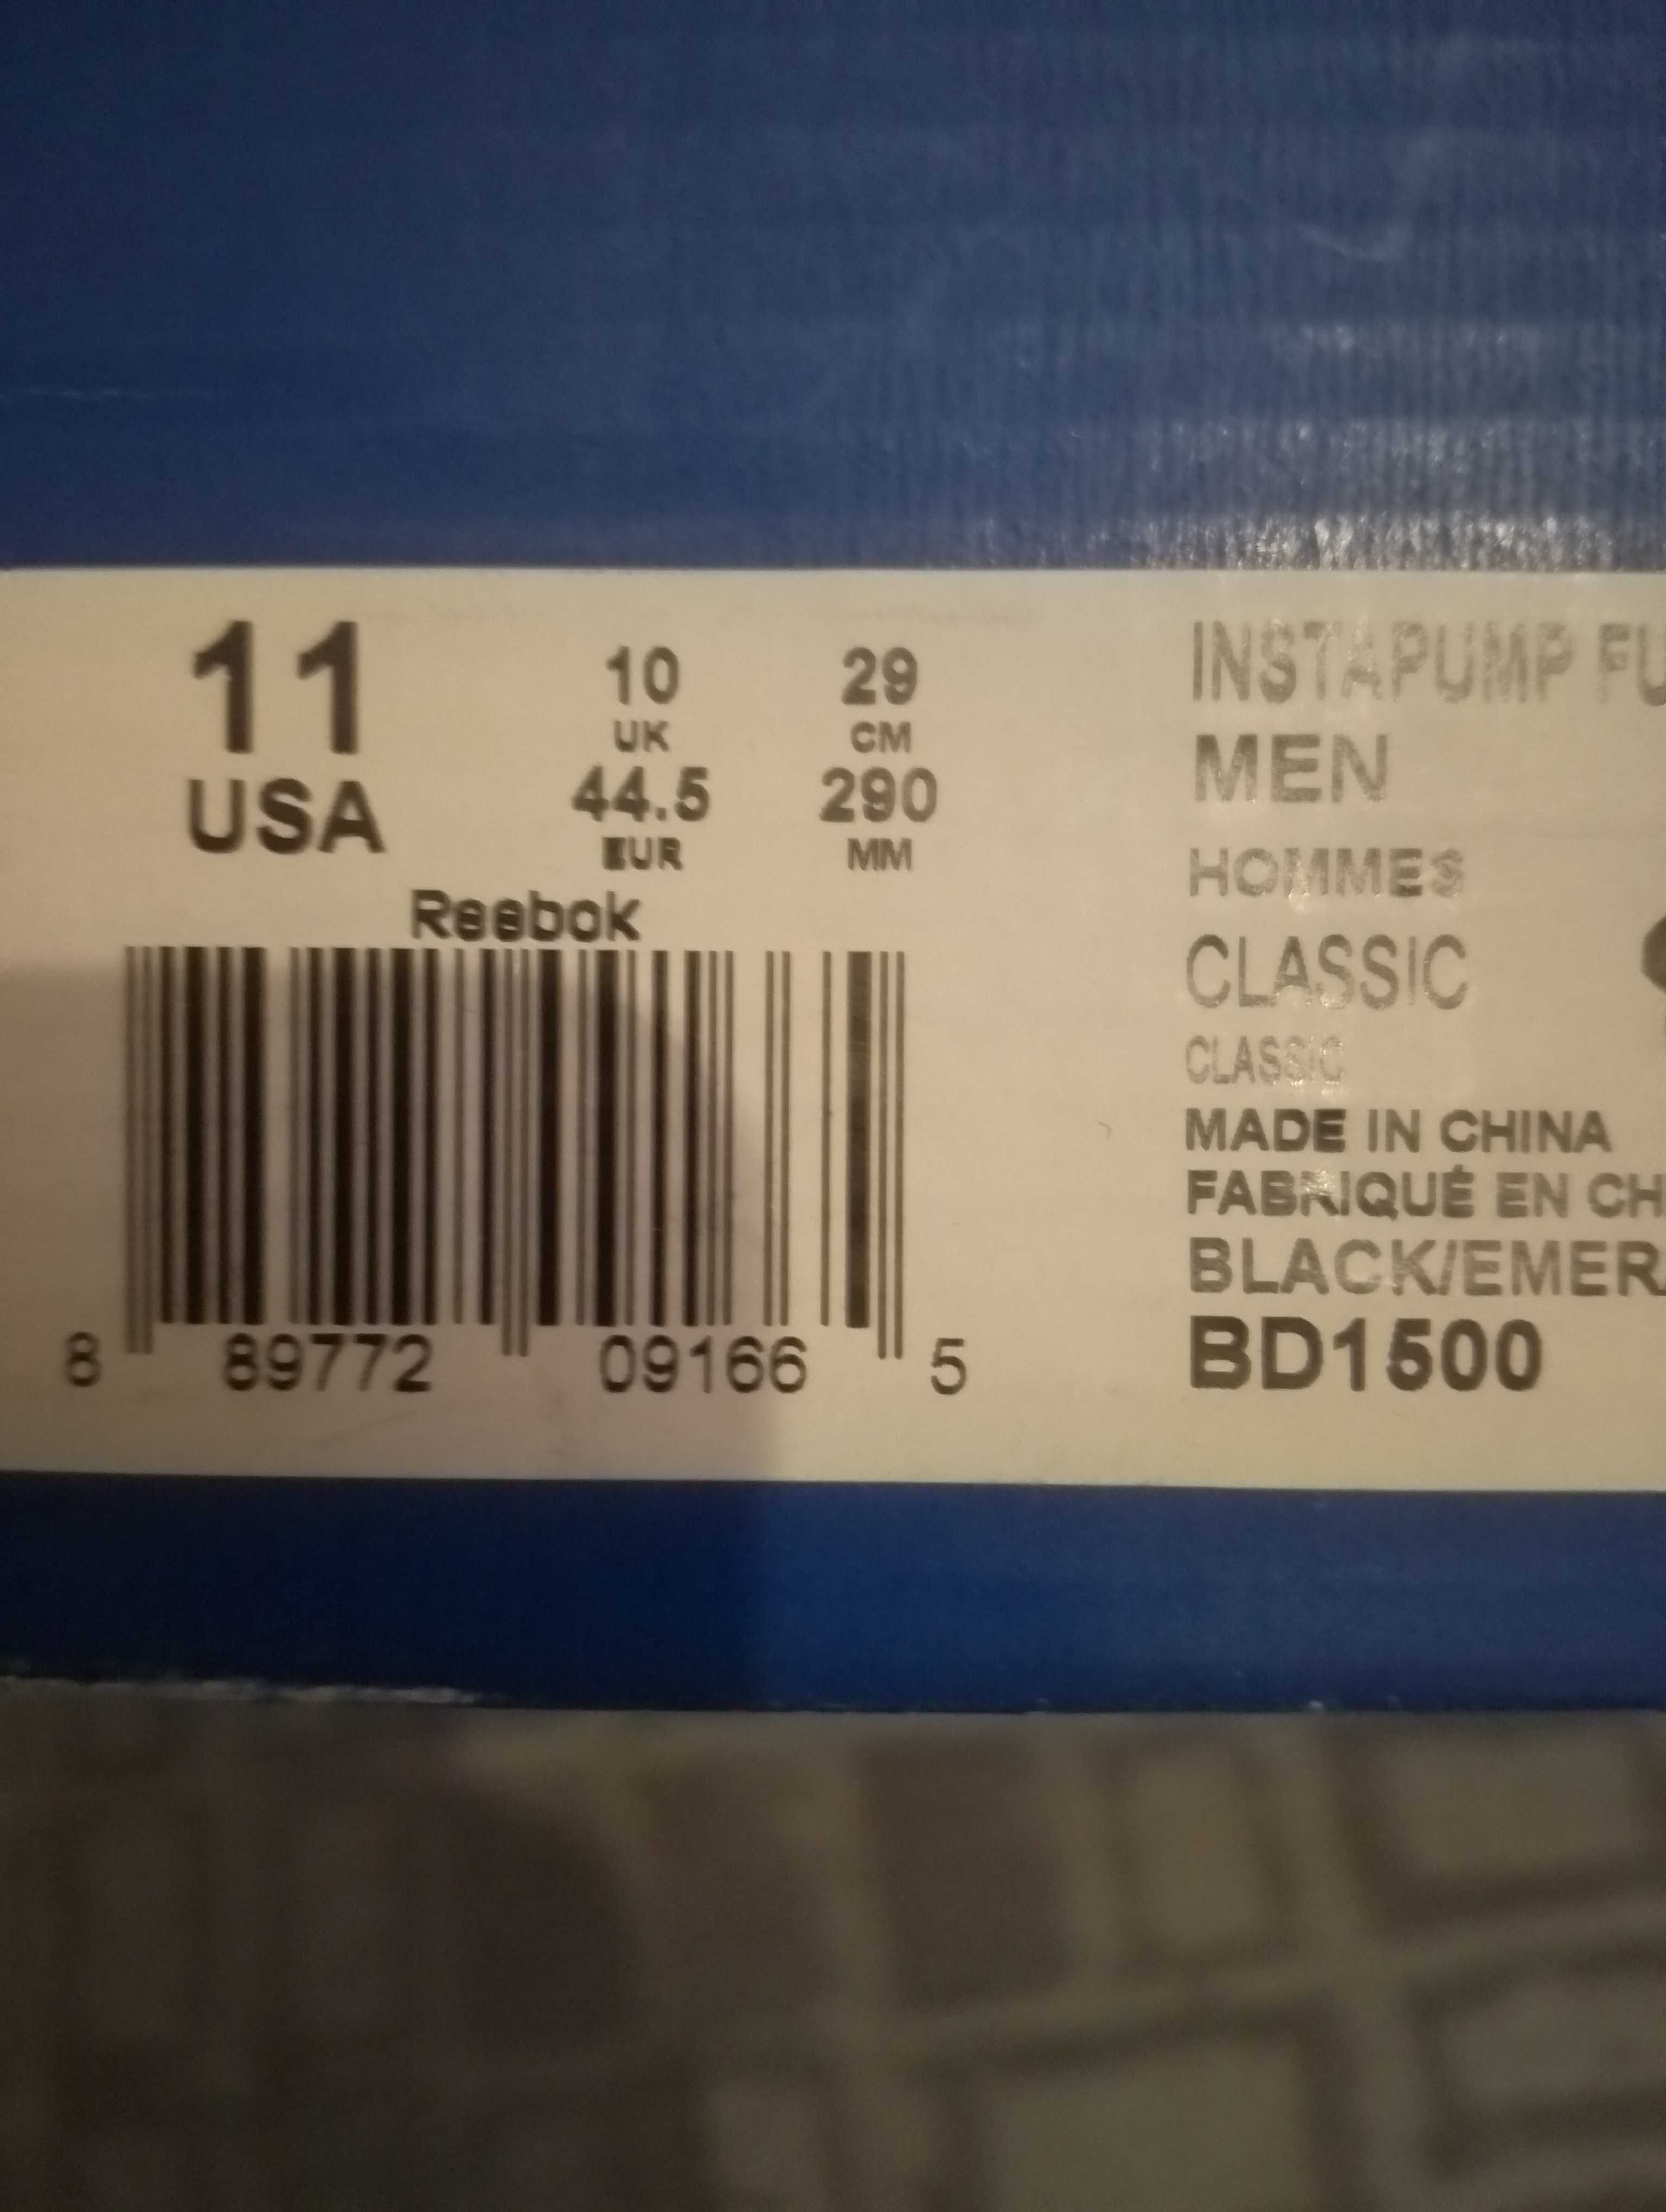 11
USA
10
UK
44.5
EUR
29
CM
290
MM
Reebok
8 89772 09166 5
INSTAPUMP FU
MEN
HOMMES
CLASSIC
CLASSIC
MADE IN CHINA
FABRIQUÉ EN CH
BLACK/EMER
BD1500